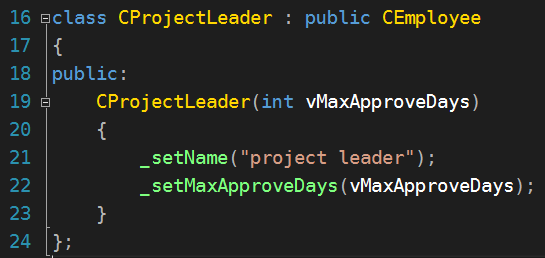 16 class CProjectLeader : public CEmployee
17 {
18 public:
19     CProjectLeader(int vMaxApproveDays)
20     {
21         _setName("project leader");
22         _setMaxApproveDays(vMaxApproveDays);
23     }
24 };